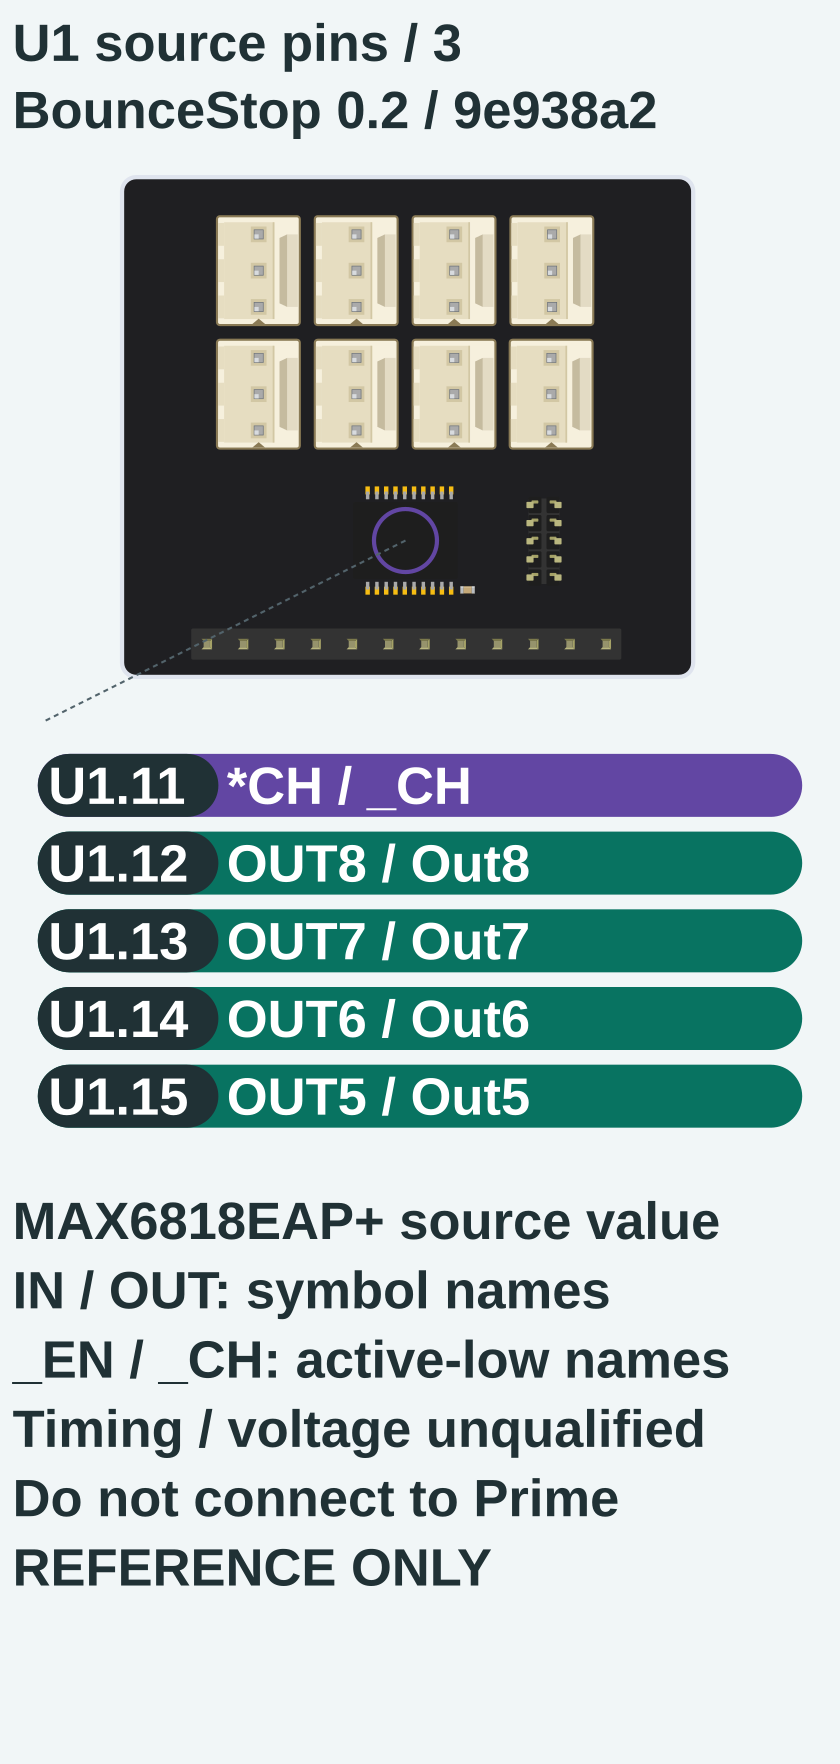 U1 source pins / 3
BounceStop 0.2 / 9e938a2
U1.11 *CH / _CH
U1.12 OUT8 / Out8
U1.13 OUT7 / Out7
U1.14 OUT6 / Out6
U1.15 OUT5 / Out5
MAX6818EAP+ source value
IN / OUT: symbol names
_EN / _CH: active-low names
Timing / voltage unqualified
Do not connect to Prime
REFERENCE ONLY